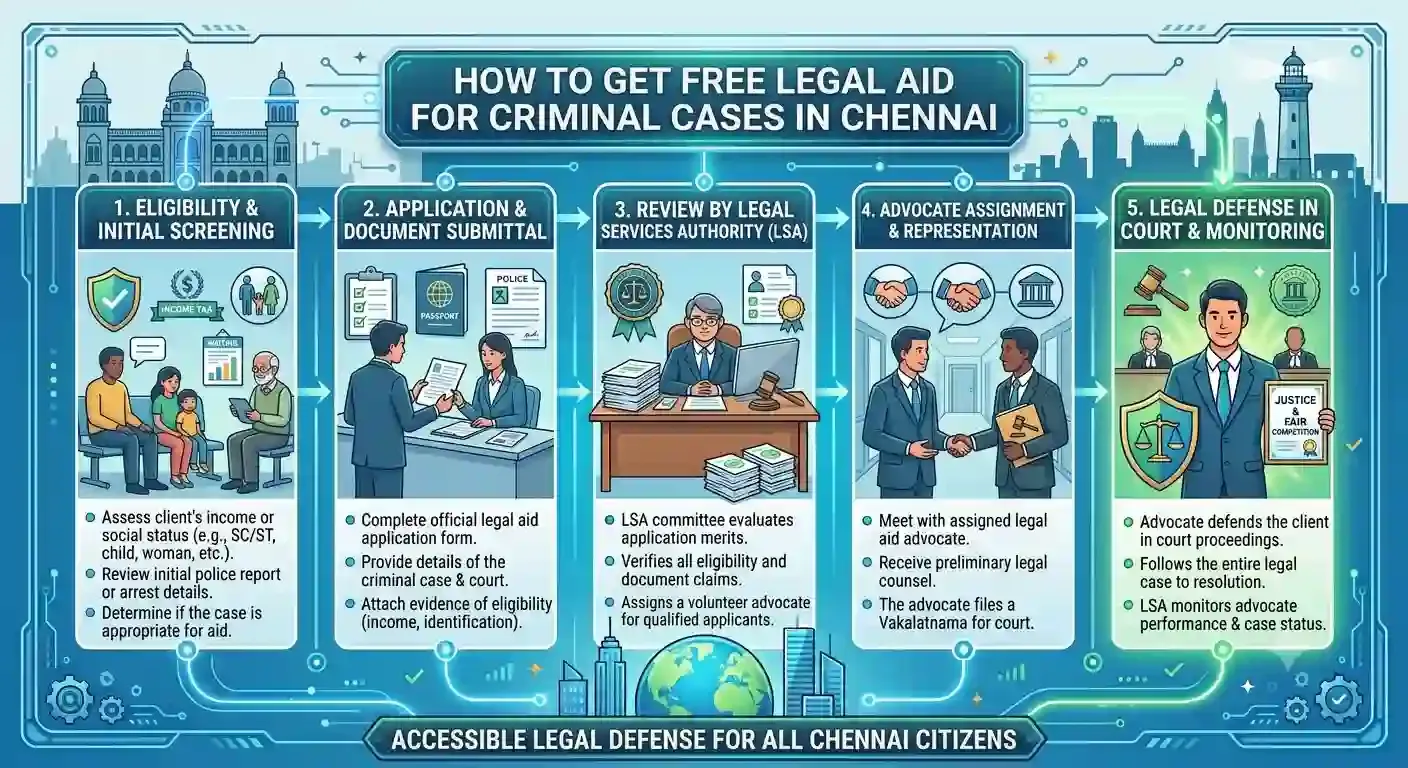 HOW TO GET FREE LEGAL AID
FOR CRIMINAL CASES IN CHENNAI
1. ELIGIBILITY &
INITIAL SCREENING
INCOME TAA
WAITING
Assess client's income or
social status (e.g., SC/ST,
child, woman, etc.).
Review initial police report
or arrest details.
Determine if the case is
appropriate for aid.
2. APPLICATION &
DOCUMENT SUBMITTAL
PASSPORT
POLICE
Complete official legal aid
application form.
Provide details of the
criminal case & court.
Attach evidence of eligibility
(income, identification).
3. REVIEW BY LEGAL
SERVICES AUTHORITY (LSA)
LSA committee evaluates
application merits.
Verifies all eligibility and
document claims.
Assigns a volunteer advocate
for qualified applicants.
4. ADVOCATE ASSIGNMENT
& REPRESENTATION
Meet with assigned legal
aid advocate.
Receive preliminary legal
counsel.
The advocate files a
Vakalatnama for court.
5. LEGAL DEFENSE IN
COURT & MONITORING
JUSTICE
&
FAIR
COMPETITION
Advocate defends the client
in court proceedings.
Follows the entire legal
case to resolution.
LSA monitors advocate
performance & case status.
ACCESSIBLE LEGAL DEFENSE FOR ALL CHENNAI CITIZENS